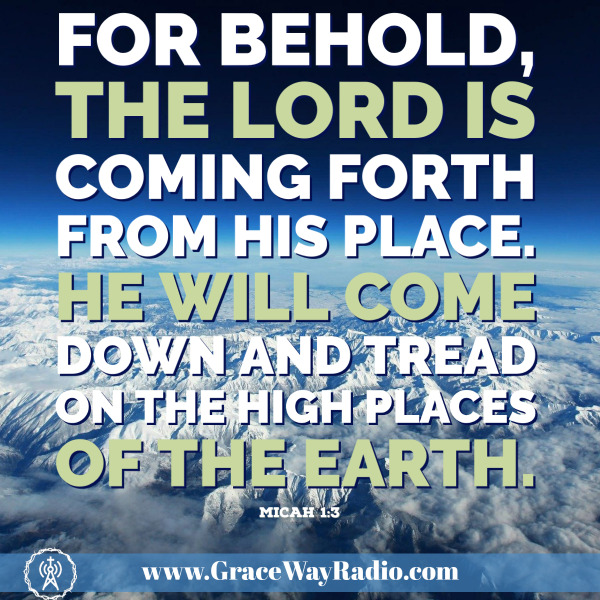 FOR BEHOLD,
THE LORD IS
COMING FORTH
FROM HIS PLACE.
HE WILL COME
DOWN AND TREAD
ON THE HIGH PLACES
OF THE EARTH.
MICAH 1:3
www.GraceWayRadio.com